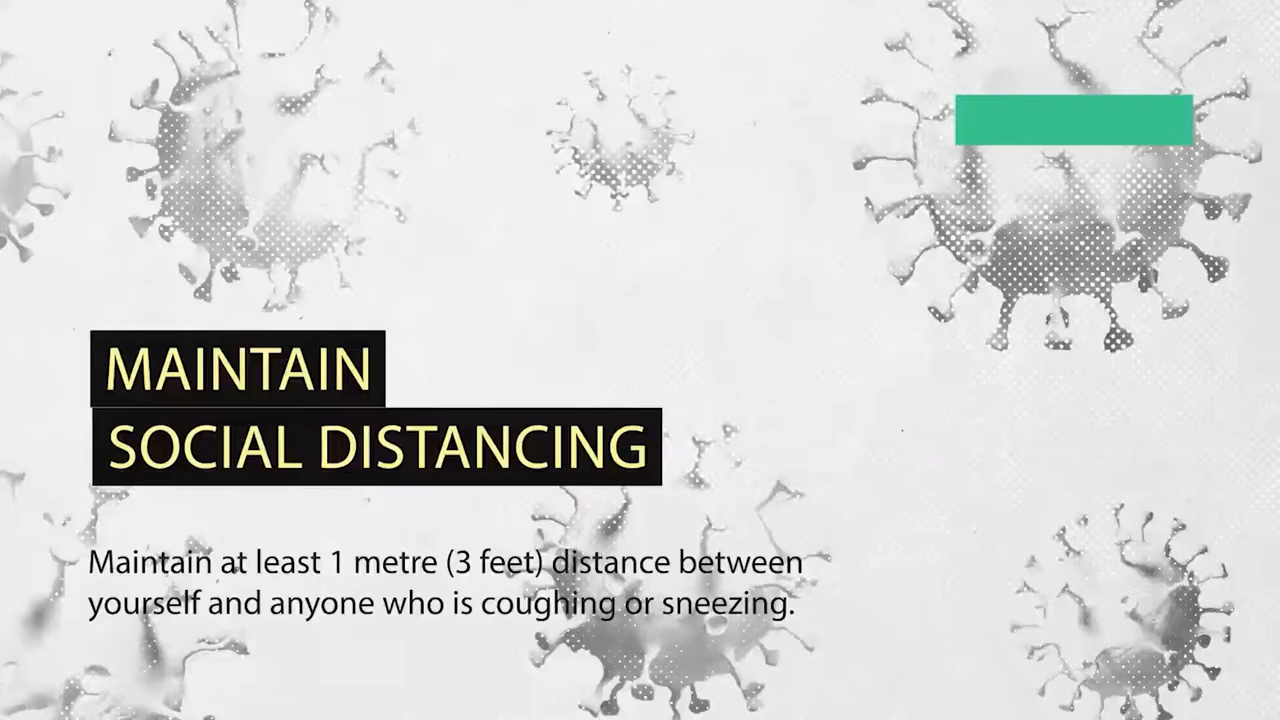 MAINTAIN
SOCIAL DISTANCING
Maintain at least 1 metre (3 feet) distance between
yourself and anyone who is coughing or sneezing.